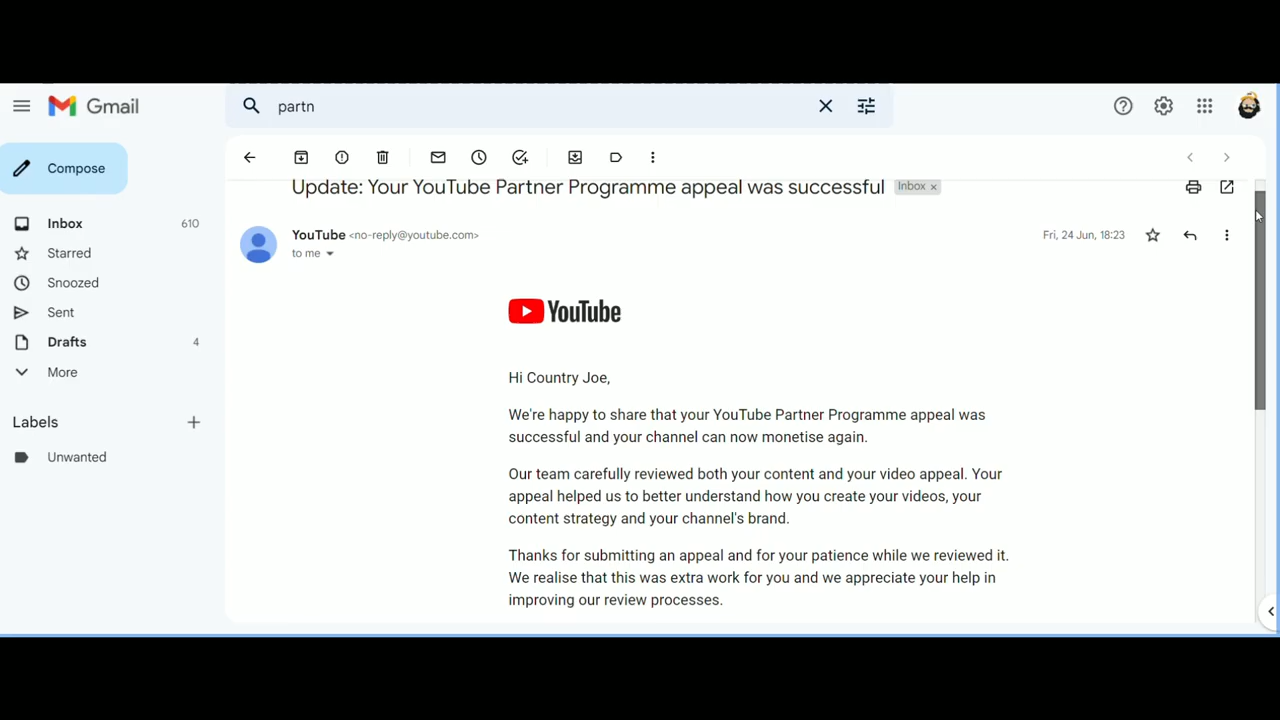 Gmail
partn
Compose
Update: Your YouTube Partner Programme appeal was successful
Inbox ×
Inbox 610
YouTube <no-reply@youtube.com>
Fri, 24 Jun, 18:23
to me
Starred
Snoozed
Sent
Drafts 4
More
Labels
Unwanted
YouTube
Hi Country Joe,
We're happy to share that your YouTube Partner Programme appeal was
successful and your channel can now monetise again.
Our team carefully reviewed both your content and your video appeal. Your
appeal helped us to better understand how you create your videos, your
content strategy and your channel's brand.
Thanks for submitting an appeal and for your patience while we reviewed it.
We realise that this was extra work for you and we appreciate your help in
improving our review processes.